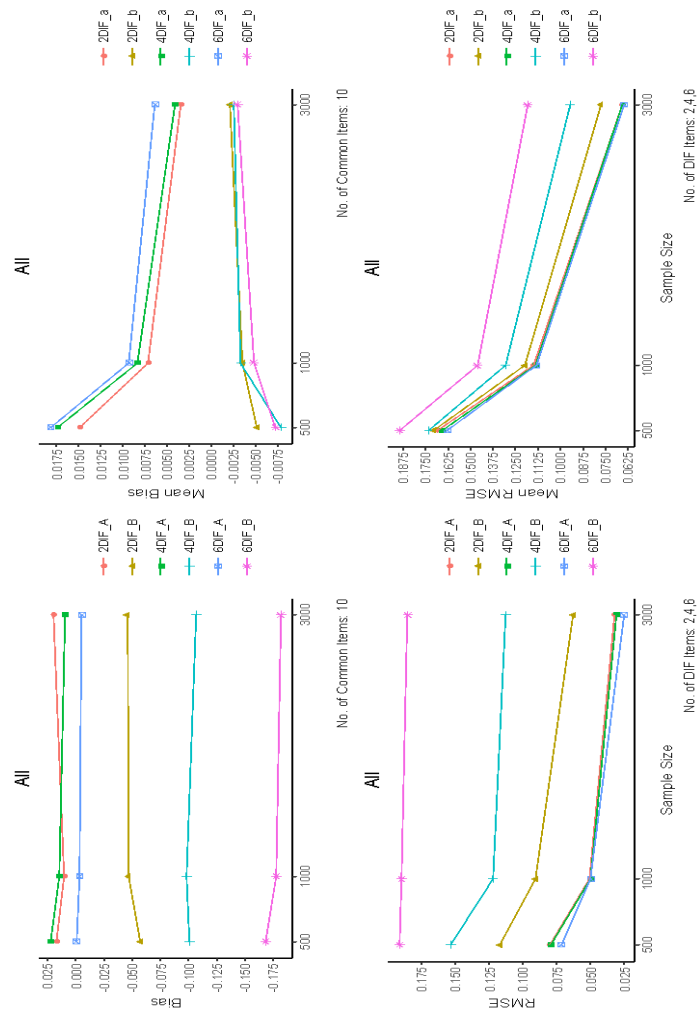 All
Bias
0.025
0.000
-0.025
-0.050
-0.075
-0.100
-0.125
-0.150
-0.175
500
1000
3000
No. of Common Items: 10
2DIF_A
2DIF_B
4DIF_A
4DIF_B
6DIF_A
6DIF_B
All
Mean Bias
0.0175
0.0150
0.0125
0.0100
0.0075
0.0050
0.0025
0.0000
-0.0025
-0.0050
-0.0075
500
1000
3000
No. of Common Items: 10
2DIF_a
2DIF_b
4DIF_a
4DIF_b
6DIF_a
6DIF_b
All
RMSE
0.175
0.150
0.125
0.100
0.075
0.050
0.025
500
1000
3000
Sample Size
No. of DIF Items: 2,4,6
2DIF_A
2DIF_B
4DIF_A
4DIF_B
6DIF_A
6DIF_B
All
Mean RMSE
0.1875
0.1750
0.1625
0.1500
0.1375
0.1250
0.1125
0.1000
0.0875
0.0750
0.0625
500
1000
3000
Sample Size
No. of DIF Items: 2,4,6
2DIF_a
2DIF_b
4DIF_a
4DIF_b
6DIF_a
6DIF_b